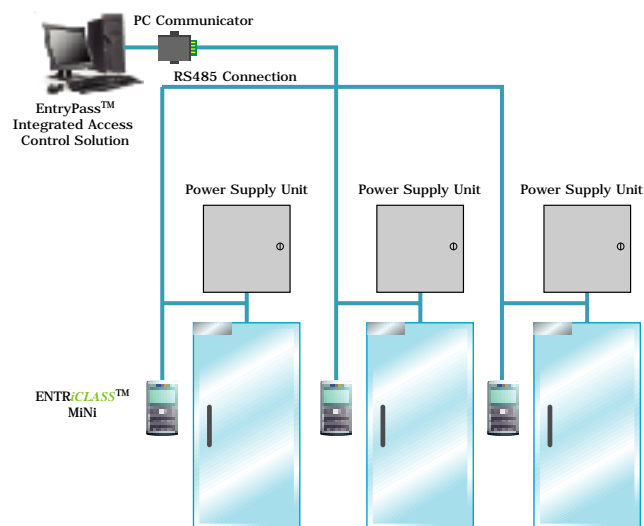 PC Communicator
RS485 Connection
EntryPass™
Integrated Access
Control Solution
Power Supply Unit
Power Supply Unit
Power Supply Unit
ENTRiCLASS™
MiNi